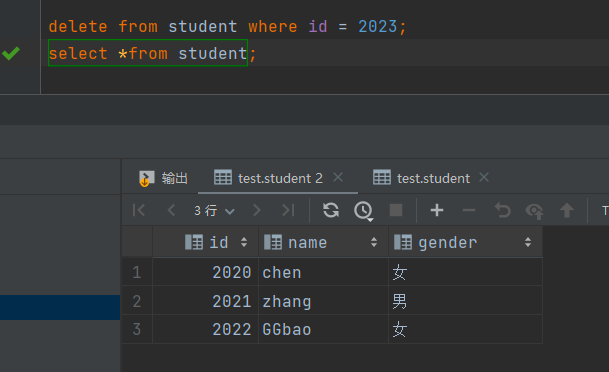 delete from student where id = 2023;
select *from student;
输出 test.student 2 test.student
3 行 T
id name gender
1 2020 chen 女
2 2021 zhang 男
3 2022 GGbao 女